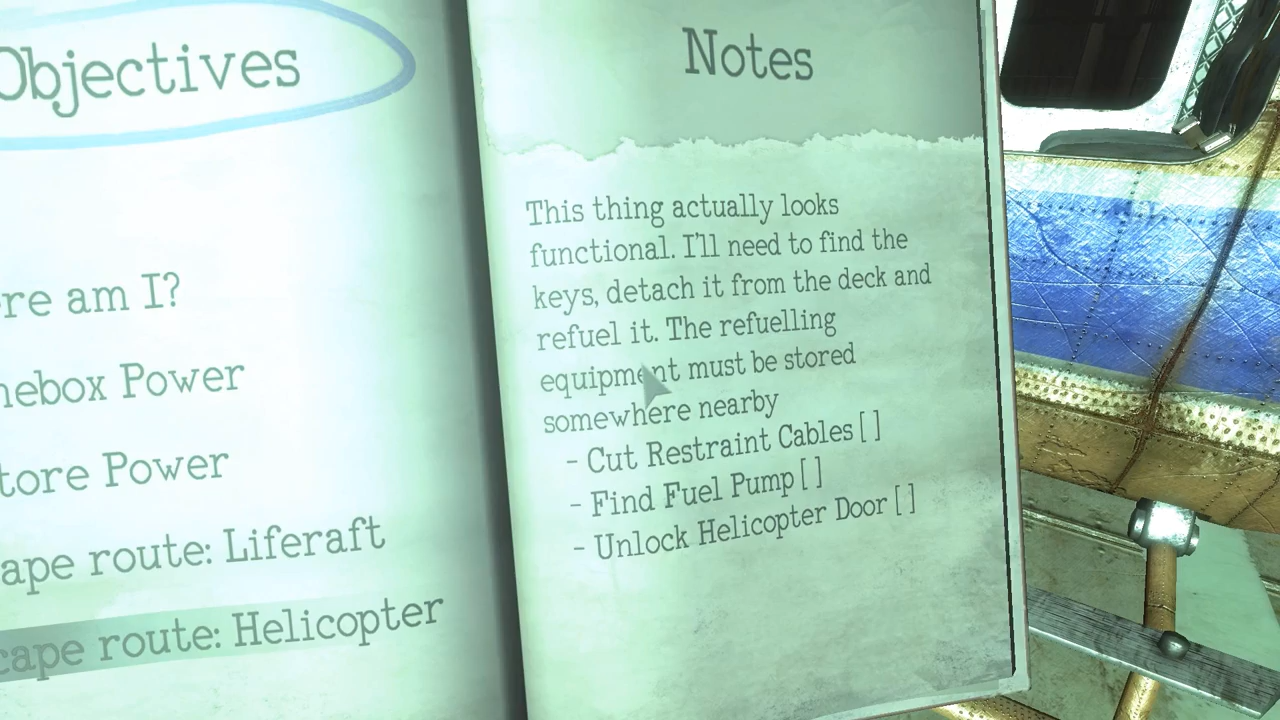 Objectives
re am I?
nebox Power
tore Power
ape route: Liferaft
cape route: Helicopter
Notes
This thing actually looks
functional. I'll need to find the
keys, detach it from the deck and
refuel it. The refuelling
equipment must be stored
somewhere nearby
- Cut Restraint Cables [ ]
- Find Fuel Pump [ ]
- Unlock Helicopter Door [ ]